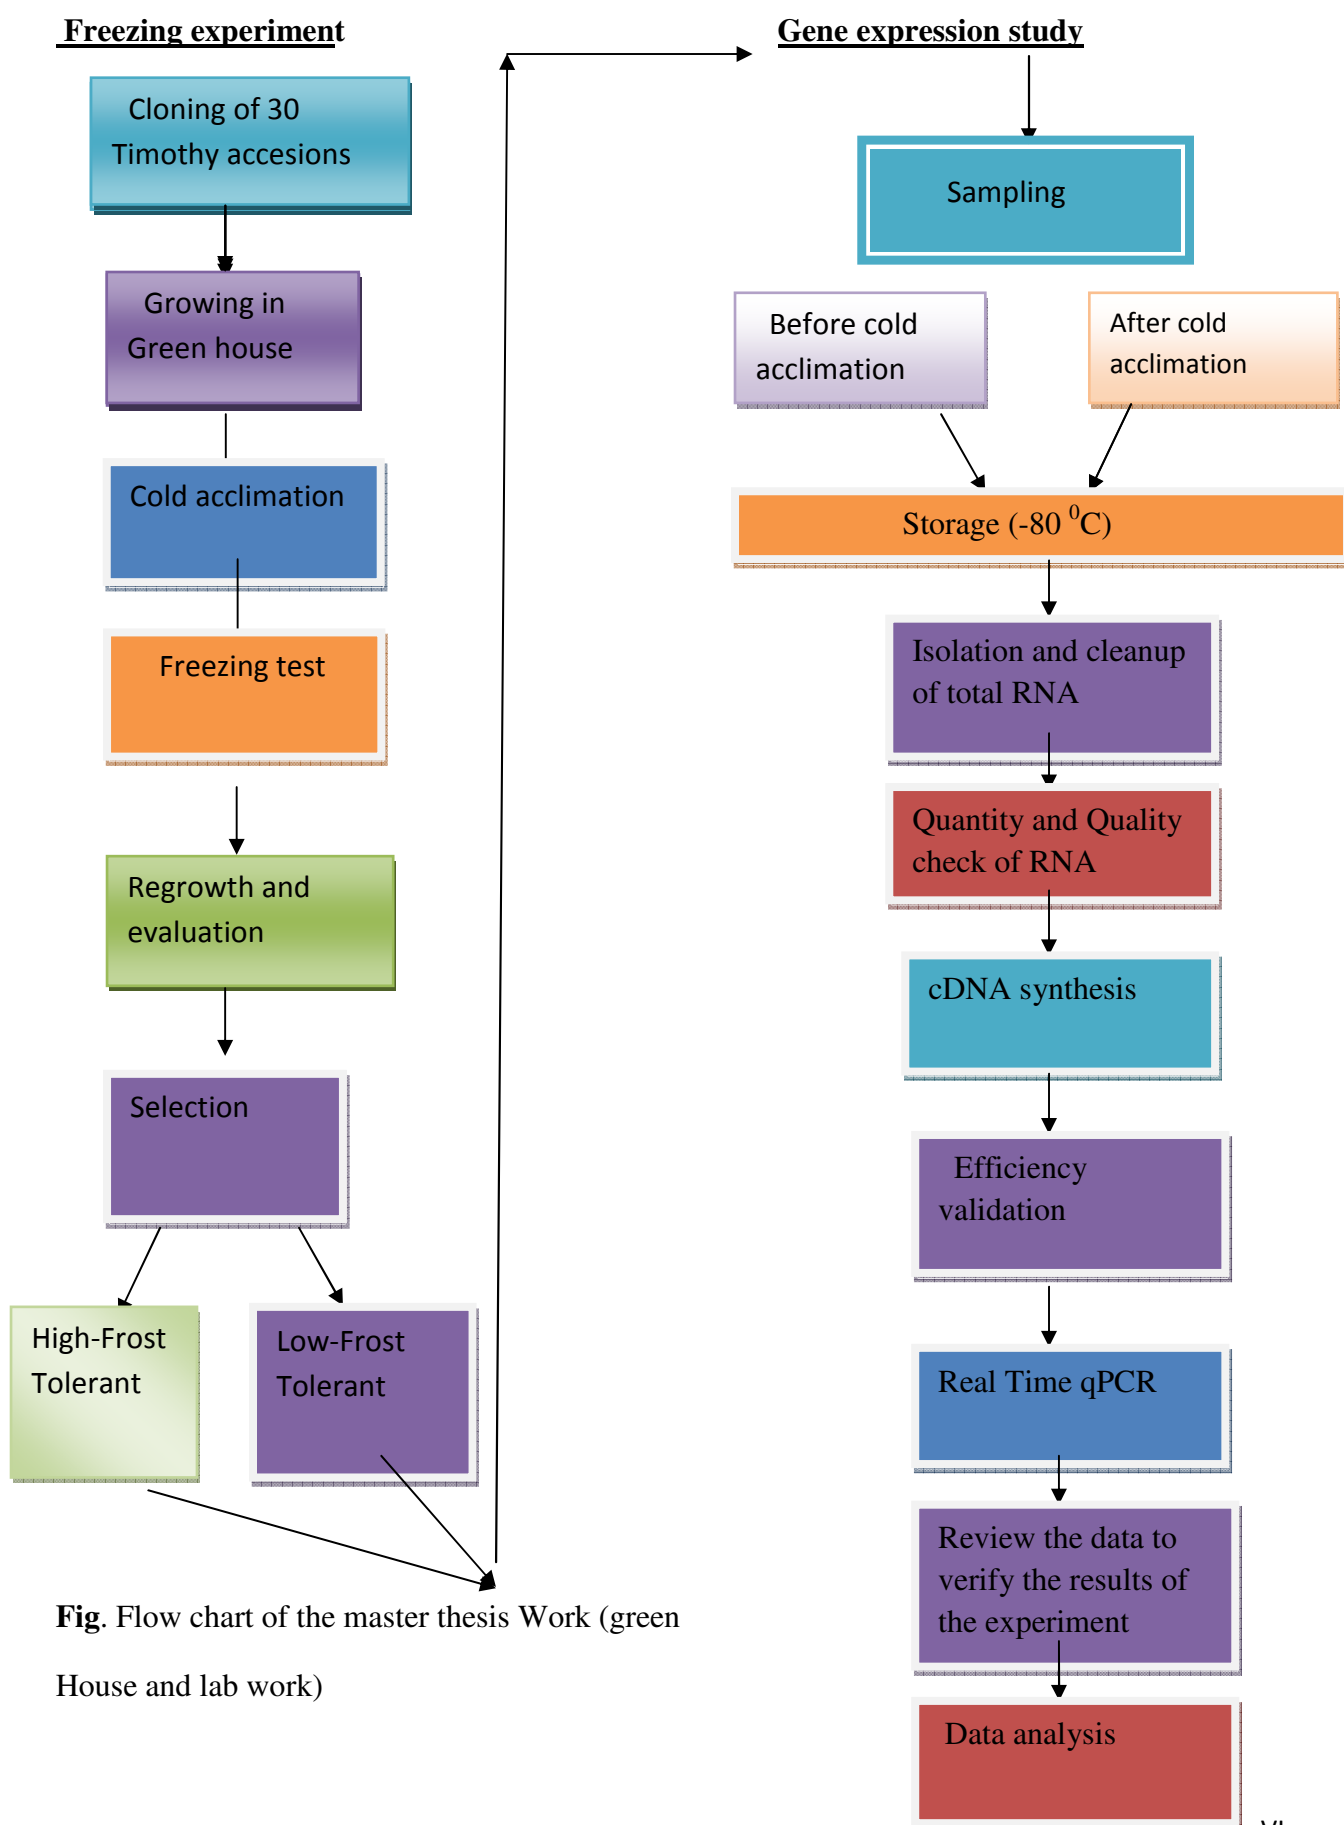 Freezing experiment
Cloning of 30
Timothy accesions
Growing in
Green house
Cold acclimation
Freezing test
Regrowth and
evaluation
Selection
High-Frost
Tolerant
Low-Frost
Tolerant
Fig. Flow chart of the master thesis Work (green
House and lab work)
Gene expression study
Sampling
Before cold
acclimation
After cold
acclimation
Storage (-80 ⁰C)
Isolation and cleanup
of total RNA
Quantity and Quality
check of RNA
cDNA synthesis
Efficiency
validation
Real Time qPCR
Review the data to
verify the results of
the experiment
Data analysis